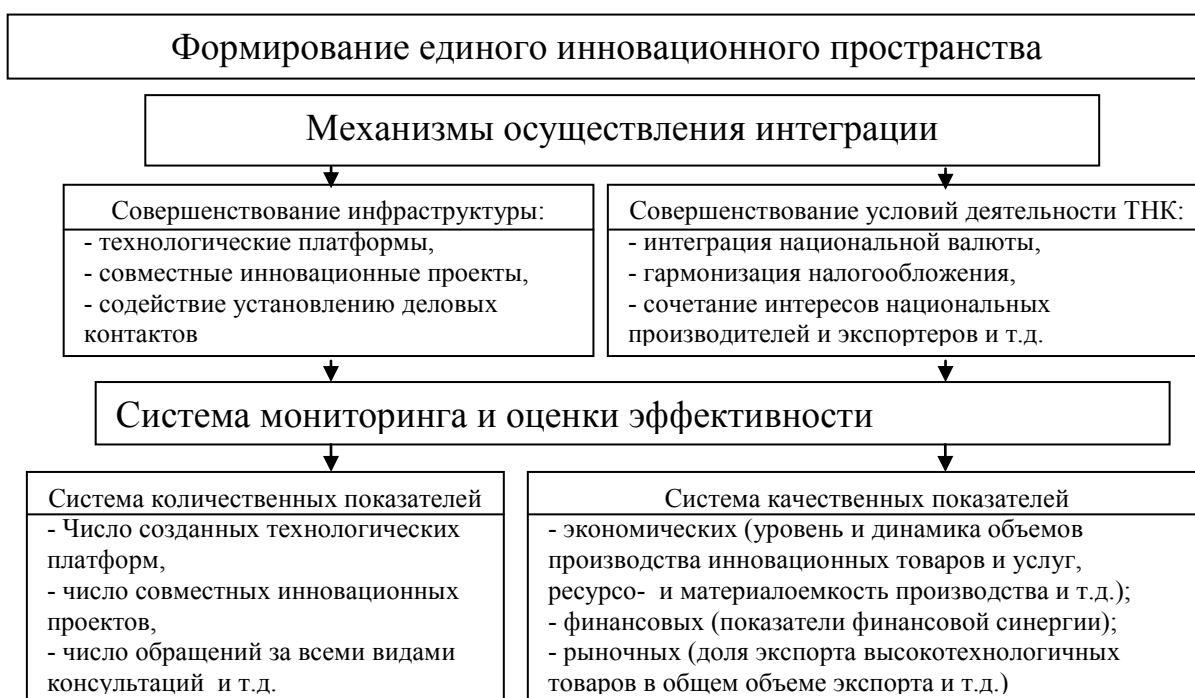 Формирование единого инновационного пространства
Механизмы осуществления интеграции
Совершенствование инфраструктуры:
- технологические платформы,
- совместные инновационные проекты,
- содействие установлению деловых
контактов
Совершенствование условий деятельности ТНК:
- интеграция национальной валюты,
- гармонизация налогообложения,
- сочетание интересов национальных
производителей и экспортеров и т.д.
Система мониторинга и оценки эффективности
Система количественных показателей
- Число созданных технологических
платформ,
- число совместных инновационных
проектов,
- число обращений за всеми видами
консультаций и т.д.
Система качественных показателей
- экономических (уровень и динамика объемов
производства инновационных товаров и услуг,
ресурсо- и материалоемкость производства и т.д.);
- финансовых (показатели финансовой синергии);
- рыночных (доля экспорта высокотехнологичных
товаров в общем объеме экспорта и т.д.)